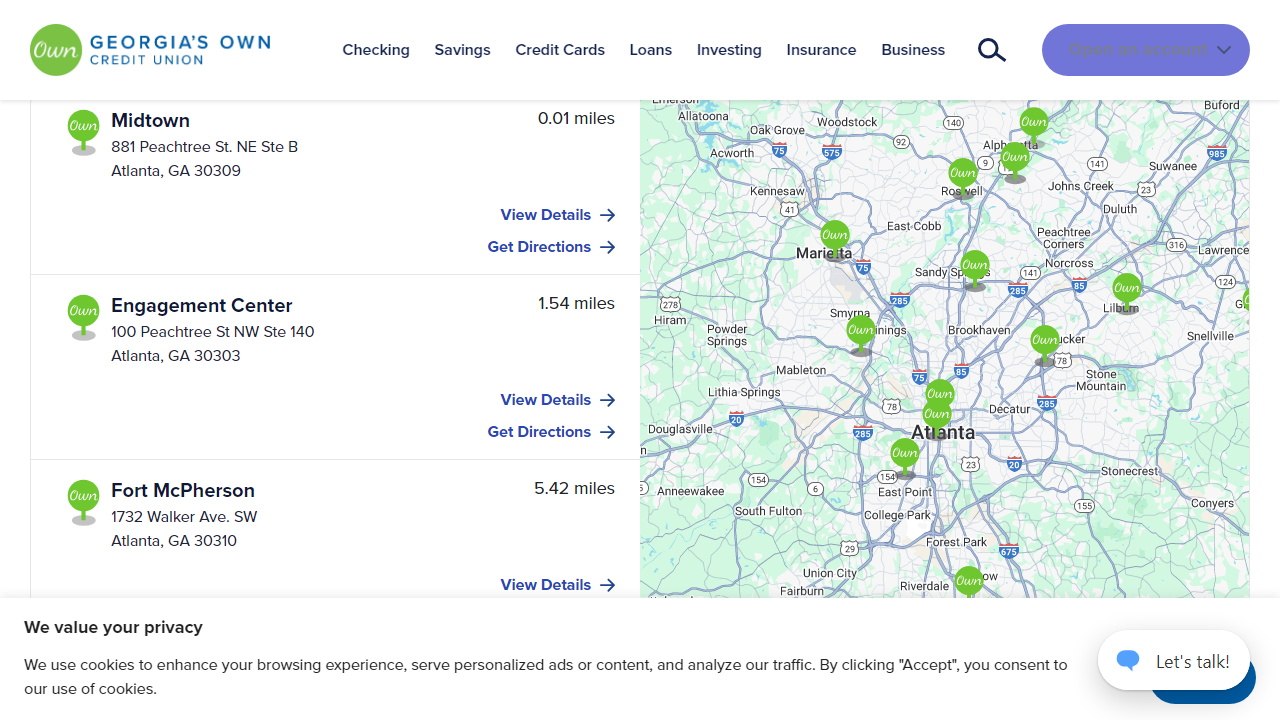 Own GEORGIA'S OWN
CREDIT UNION
Checking Savings Credit Cards Loans Investing Insurance Business
Open an account
Midtown
0.01 miles
881 Peachtree St. NE Ste B
Atlanta, GA 30309
View Details
Get Directions
Engagement Center
1.54 miles
100 Peachtree St NW Ste 140
Atlanta, GA 30303
View Details
Get Directions
Fort McPherson
5.42 miles
1732 Walker Ave. SW
Atlanta, GA 30310
View Details
Emerson
Buford
Allatoona
Woodstock
140
Own
Oak Grove
92
Acworth
75
575
9
141
985
Suwanee
Roswell
Johns Creek
23
Kennesaw
41
Duluth
East Cobb
Peachtree
Corners
316
Lawrence
Marietta
Norcross
75
Sandy Springs
141
285
85
124
278
285
Lilburn
Hiram
Smyrna
Powder
Springs
Brookhaven
Snellville
78
Mableton
75
85
Stone
Mountain
Lithia Springs
78
285
Decatur
20
Douglasville
285
Atlanta
23
20
Stonecrest
154
154
Anneewakee
6
East Point
155
Conyers
South Fulton
College Park
29
Forest Park
675
Union City
Riverdale
Fairburn
We value your privacy
We use cookies to enhance your browsing experience, serve personalized ads or content, and analyze our traffic. By clicking "Accept", you consent to
our use of cookies.
Let's talk!